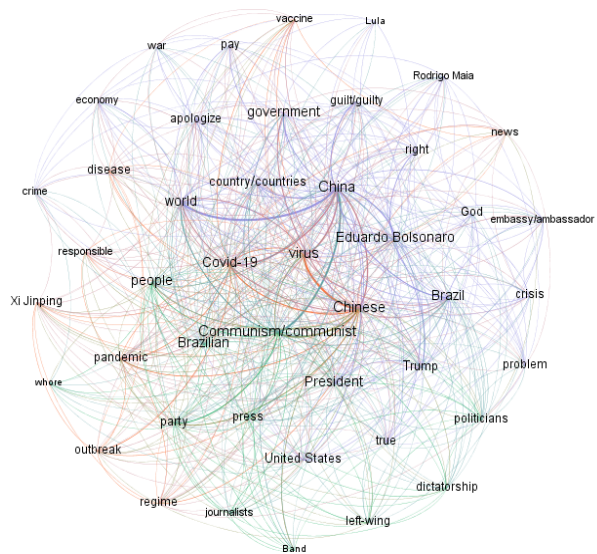 vaccine
Lula
war
pay
Rodrigo Maia
economy
government
guilt/guilty
apologize
news
right
disease
country/countries
China
crime
world
God
embassy/ambassador
Eduardo Bolsonaro
responsible
virus
Covid-19
people
Brazil
crisis
Xi Jinping
Chinese
Communism/communist
Brazilian
pandemic
Trump
problem
whore
President
party
press
politicians
true
outbreak
United States
dictatorship
regime
journalists
left-wing
Band